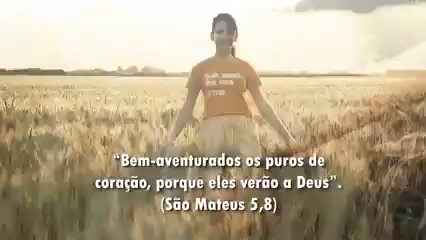 “Bem-aventurados os puros de
coração, porque eles verão a Deus”.
(São Mateus 5,8)